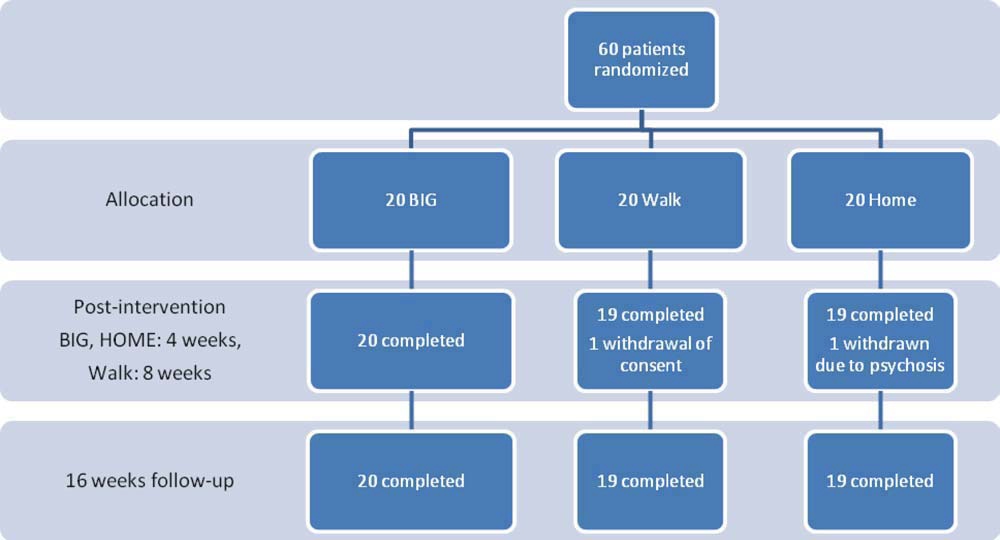 60 patients
randomized
Allocation
20 BIG
20 Walk
20 Home
Post-intervention
BIG, HOME: 4 weeks,
Walk: 8 weeks
20 completed
19 completed
1 withdrawal of
consent
19 completed
1 withdrawn
due to psychosis
16 weeks follow-up
20 completed
19 completed
19 completed